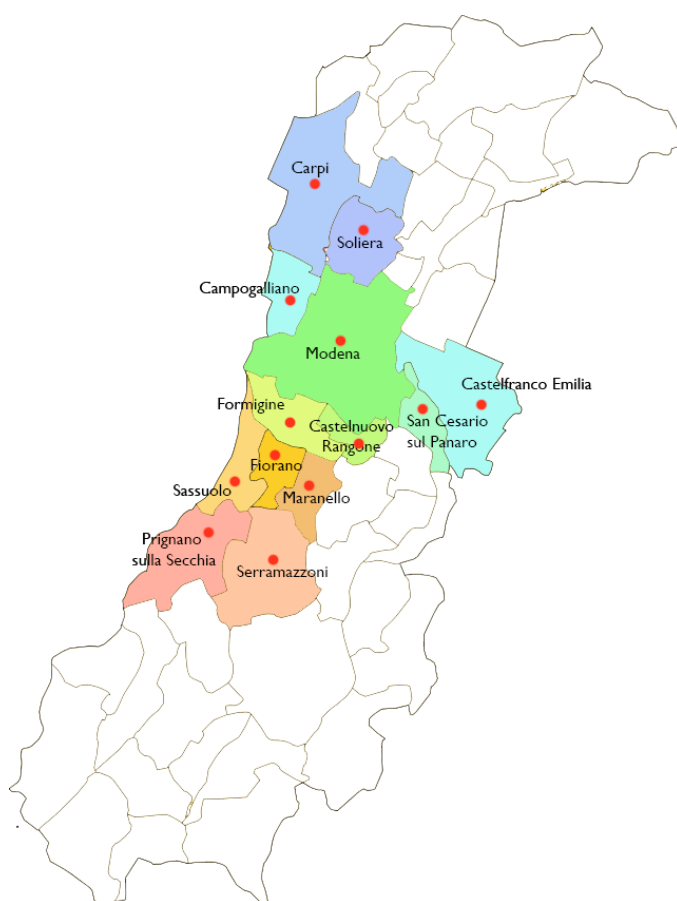 Carpi
Soliera
Campogalliano
Modena
Castelfranco Emilia
Formigine
San Cesario
sul Panaro
Castelnuovo
Rangone
Fiorano
Sassuolo
Maranello
Prignano
sulla Secchia
Serramazzoni